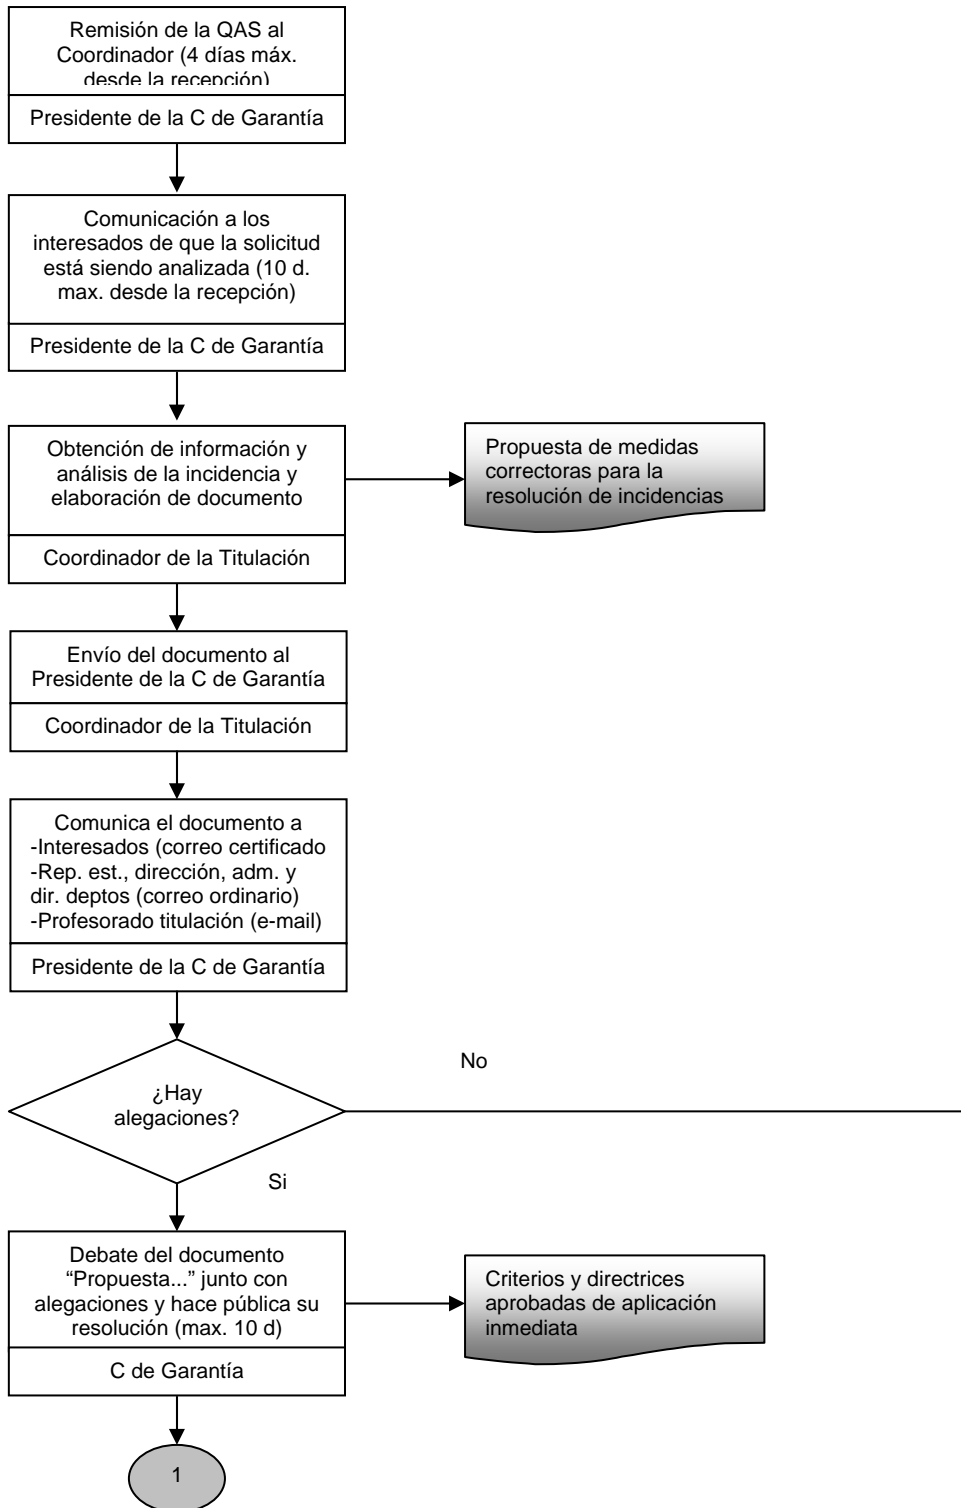 Remisión de la QAS al
Coordinador (4 días máx.
desde la recepción)
Presidente de la C de Garantía
Comunicación a los
interesados de que la solicitud
está siendo analizada (10 d.
max. desde la recepción)
Presidente de la C de Garantía
Obtención de información y
análisis de la incidencia y
elaboración de documento
Coordinador de la Titulación
Propuesta de medidas
correctoras para la
resolución de incidencias
Envío del documento al
Presidente de la C de Garantía
Coordinador de la Titulación
Comunica el documento a
-Interesados (correo certificado
-Rep. est., dirección, adm. y
dir. deptos (correo ordinario)
-Profesorado titulación (e-mail)
Presidente de la C de Garantía
¿Hay
alegaciones?
No
Si
Debate del documento
“Propuesta...” junto con
alegaciones y hace pública su
resolución (max. 10 d)
C de Garantía
Criterios y directrices
aprobadas de aplicación
inmediata
1